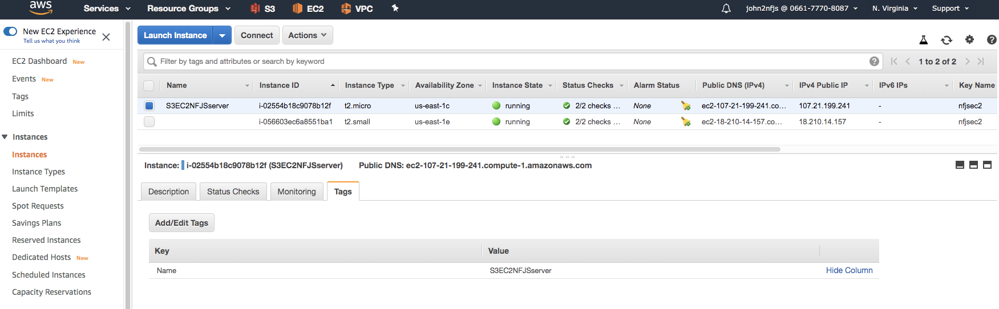 aws Services Resource Groups S3 EC2 VPC john2nfjs @ 0661-7770-8087 N. Virginia Support
New EC2 Experience
Tell us what you think
EC2 Dashboard New
Events New
Tags
Limits
Instances
Instances
Instance Types
Launch Templates
Spot Requests
Savings Plans
Reserved Instances
Dedicated Hosts New
Scheduled Instances
Capacity Reservations
Launch Instance Connect Actions
Filter by tags and attributes or search by keyword 1 to 2 of 2
Name Instance ID Instance Type Availability Zone Instance State Status Checks Alarm Status Public DNS (IPv4) IPv4 Public IP IPv6 IPs Key Name
S3EC2NFJSserver i-02554b18c9078b12f t2.micro us-east-1c running 2/2 checks ... None ec2-107-21-199-241.co... 107.21.199.241 - nfjsec2
i-056603ec6a8551ba1 t2.small us-east-1e running 2/2 checks ... None ec2-18-210-14-157.co... 18.210.14.157 - nfjsec2
Instance: i-02554b18c9078b12f (S3EC2NFJSserver) Public DNS: ec2-107-21-199-241.compute-1.amazonaws.com
Description Status Checks Monitoring Tags
Add/Edit Tags
Key Value
Name S3EC2NFJSserver Hide Column